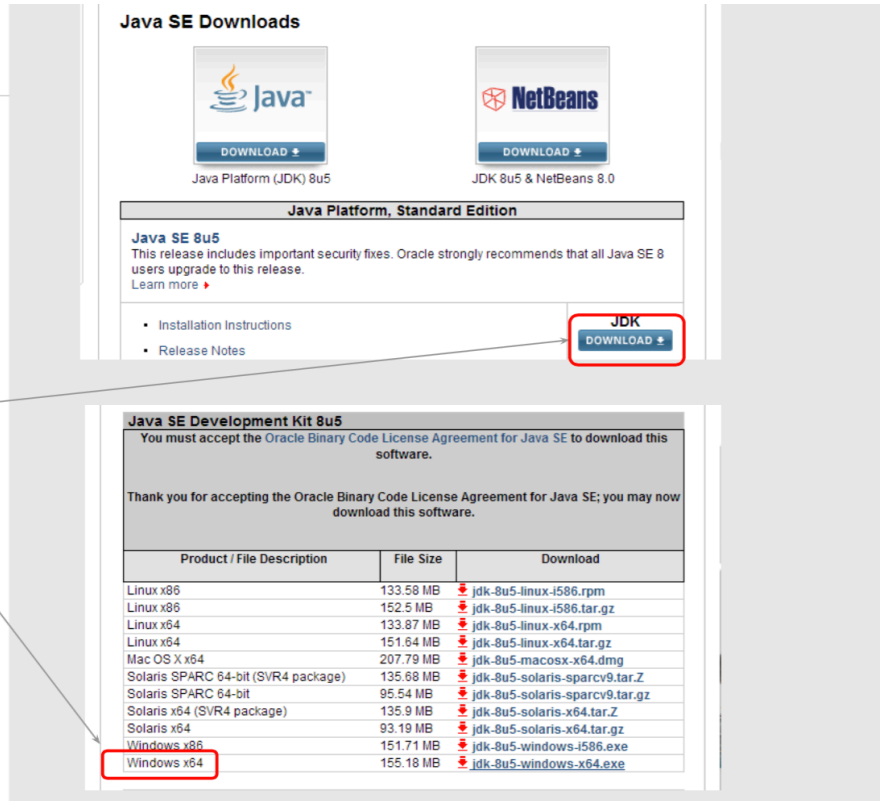 Java SE Downloads
Java
DOWNLOAD
Java Platform (JDK) 8u5
NetBeans
DOWNLOAD
JDK 8u5 & NetBeans 8.0
Java Platform, Standard Edition
Java SE 8u5
This release includes important security fixes. Oracle strongly recommends that all Java SE 8
users upgrade to this release.
Learn more
Installation Instructions
Release Notes
JDK
DOWNLOAD
Java SE Development Kit 8u5
You must accept the Oracle Binary Code License Agreement for Java SE to download this
software.
Thank you for accepting the Oracle Binary Code License Agreement for Java SE; you may now
download this software.
Product / File Description File Size Download
Linux x86 133.58 MB jdk-8u5-linux-i586.rpm
Linux x86 152.5 MB jdk-8u5-linux-i586.tar.gz
Linux x64 133.87 MB jdk-8u5-linux-x64.rpm
Linux x64 151.64 MB jdk-8u5-linux-x64.tar.gz
Mac OS X x64 207.79 MB jdk-8u5-macosx-x64.dmg
Solaris SPARC 64-bit (SVR4 package) 135.68 MB jdk-8u5-solaris-sparcv9.tar.Z
Solaris SPARC 64-bit 95.54 MB jdk-8u5-solaris-sparcv9.tar.gz
Solaris x64 (SVR4 package) 135.9 MB jdk-8u5-solaris-x64.tar.Z
Solaris x64 93.19 MB jdk-8u5-solaris-x64.tar.gz
Windows x86 151.71 MB jdk-8u5-windows-i586.exe
Windows x64 155.18 MB jdk-8u5-windows-x64.exe